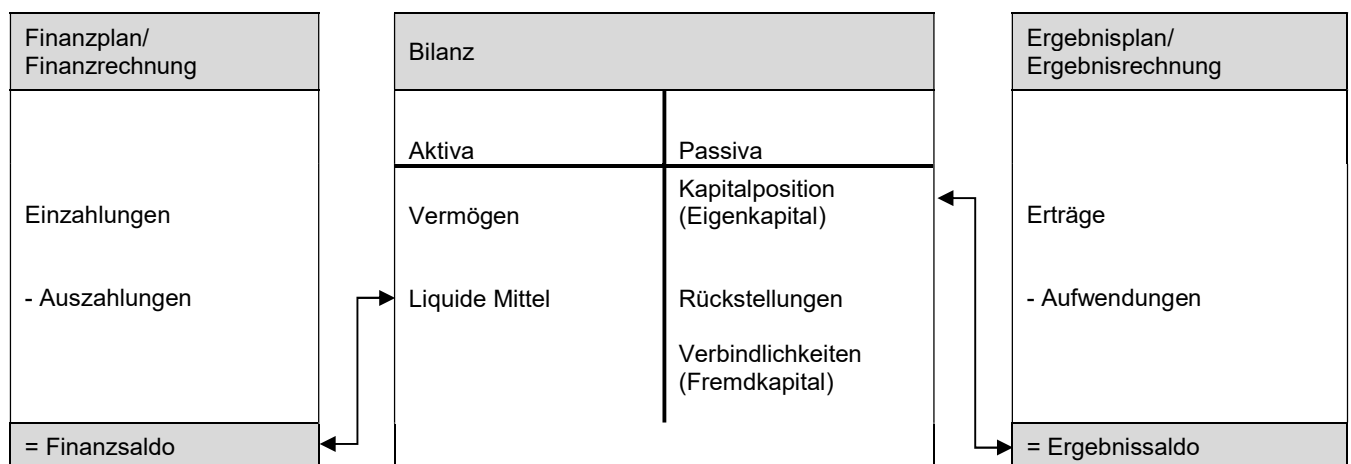 Finanzplan/
Finanzrechnung
Einzahlungen
- Auszahlungen
= Finanzsaldo
Bilanz
Aktiva
Passiva
Vermögen
Kapitalposition
(Eigenkapital)
Liquide Mittel
Rückstellungen
Verbindlichkeiten
(Fremdkapital)
Ergebnisplan/
Ergebnisrechnung
Erträge
- Aufwendungen
= Ergebnissaldo